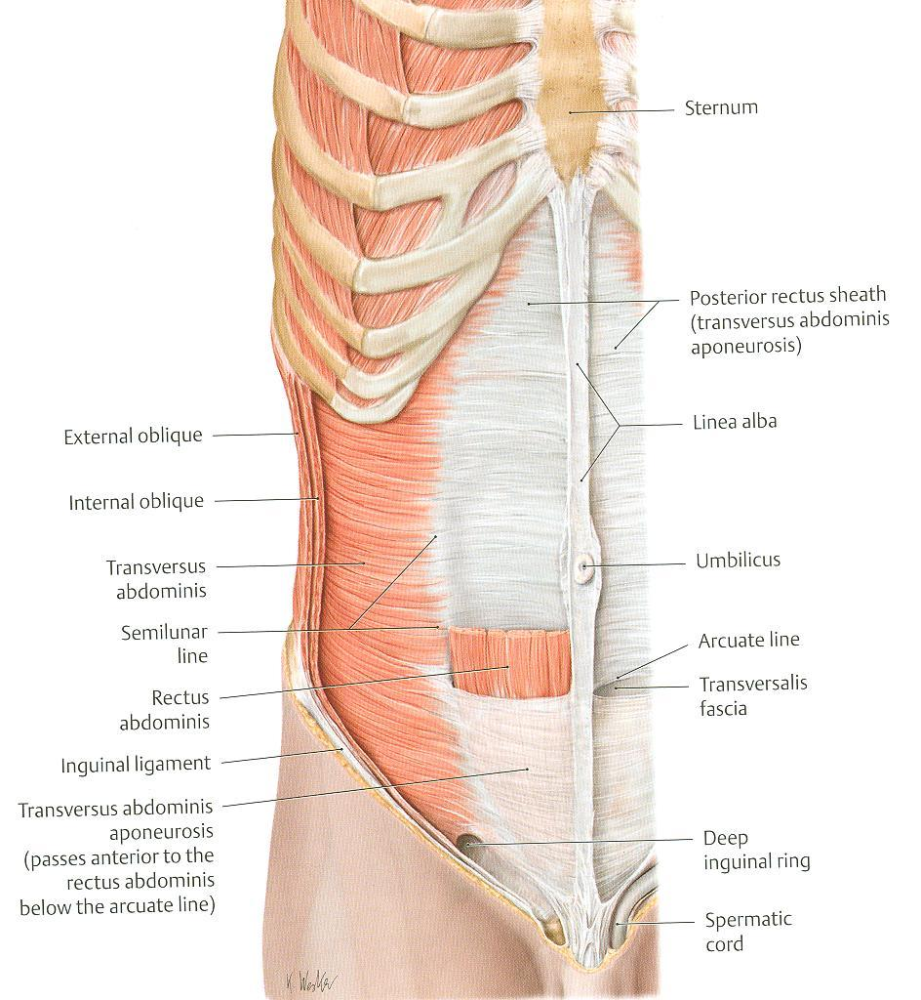 Sternum
Posterior rectus sheath
(transversus abdominis
aponeurosis)
Linea alba
External oblique
Internal oblique
Transversus
abdominis
Umbilicus
Semilunar
line
Arcuate line
Transversalis
fascia
Rectus
abdominis
Inguinal ligament
Transversus abdominis
aponeurosis
(passes anterior to the
rectus abdominis
below the arcuate line)
Deep
inguinal ring
Spermatic
cord
K. Wesker